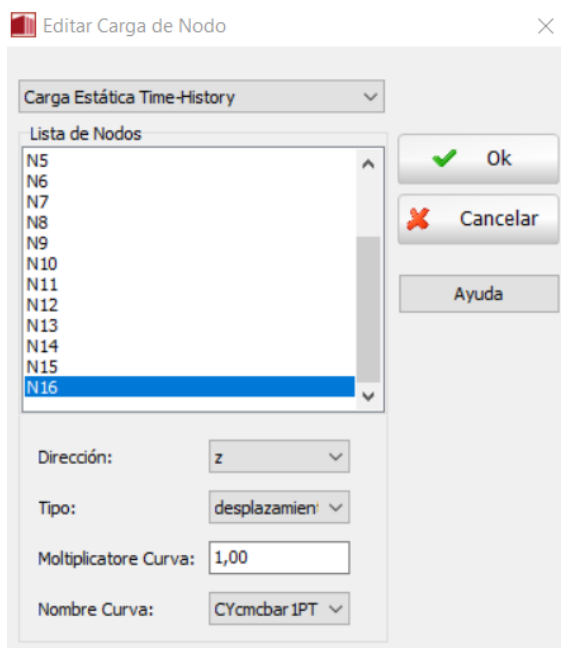 Editar Carga de Nodo
Carga Estática Time-History
Lista de Nodos
N5
N6
N7
N8
N9
N10
N11
N12
N13
N14
N15
N16
Ok
Cancelar
Ayuda
Dirección: z
Tipo: desplazamien
Moltiplicatore Curva: 1,00
Nombre Curva: CYcmcbar1PT